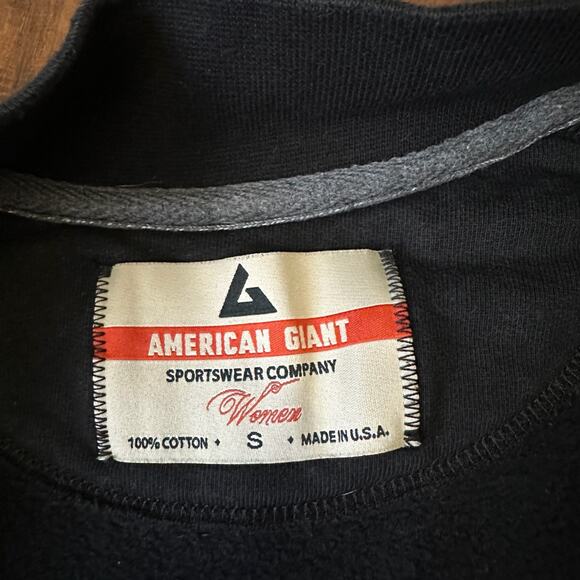 AMERICAN GIANT
SPORTSWEAR COMPANY
Women
100% COTTON • S • MADE IN U.S.A.